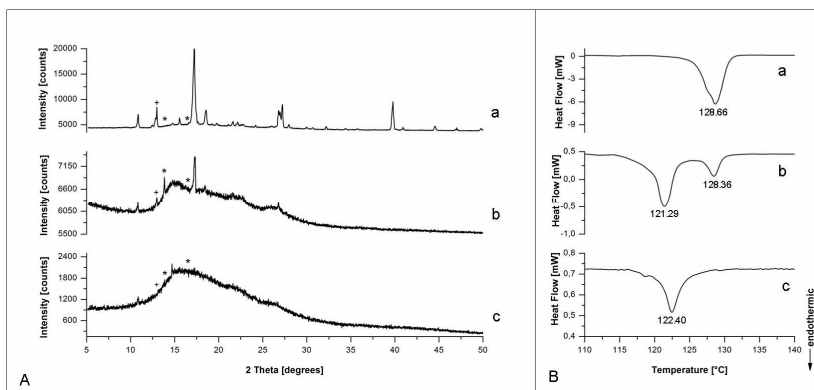 20000
15000
10000
5000
Intensity [counts]
+
*
*
a
7150
6600
6050
5500
Intensity [counts]
+
*
*
b
2400
1800
1200
600
Intensity [counts]
+
*
*
c
5 10 15 20 25 30 35 40 45 50
2 Theta [degrees]
A
0
-3
-6
-9
Heat Flow [mW]
128.66
a
0,5
0,0
-0,5
-1,0
Heat Flow [mW]
121.29
128.36
b
0,8
0,7
0,5
0,4
Heat Flow [mW]
122.40
c
110 115 120 125 130 135 140
Temperature [°C]
endothermic
B